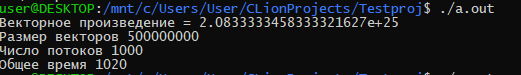 user@DESKTOP:/mnt/c/Users/User/CLionProjects/Testproj$ ./a.out
Векторное произведение = 2.0833333458333321627e+25
Размер векторов 500000000
Число потоков 1000
Общее время 1020